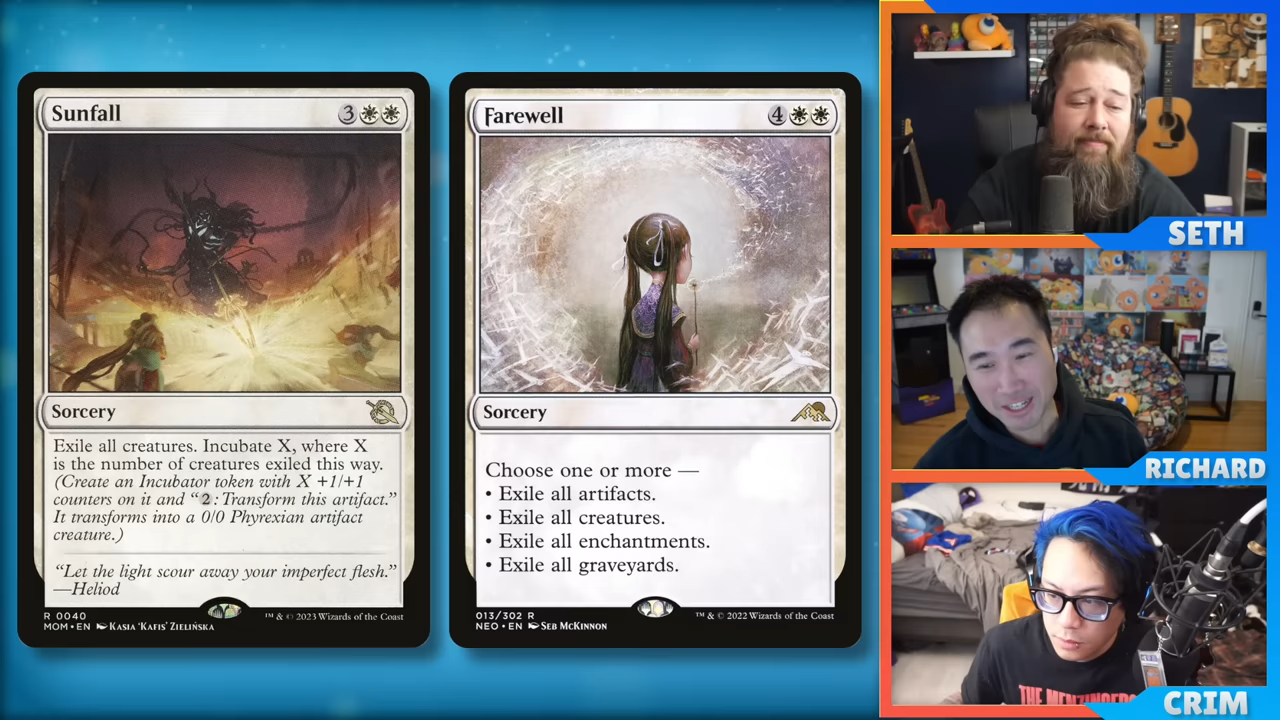 Sunfall 3
Sorcery
Exile all creatures. Incubate X, where X
is the number of creatures exiled this way.
(Create an Incubator token with X +1/+1
counters on it and “2: Transform this artifact.”
It transforms into a 0/0 Phyrexian artifact
creature.)
“Let the light scour away your imperfect flesh.”
—Heliod
R 0040
MOM • EN KASIA ‘KAFIS’ ZIELIŃSKA
™ & © 2023 Wizards of the Coast
Farewell 4
Sorcery
Choose one or more —
• Exile all artifacts.
• Exile all creatures.
• Exile all enchantments.
• Exile all graveyards.
013/302 R
NEO • EN SEB MCKINNON
™ & © 2022 Wizards of the Coast
SETH
RICHARD
THE MENZINGERS
CRIM